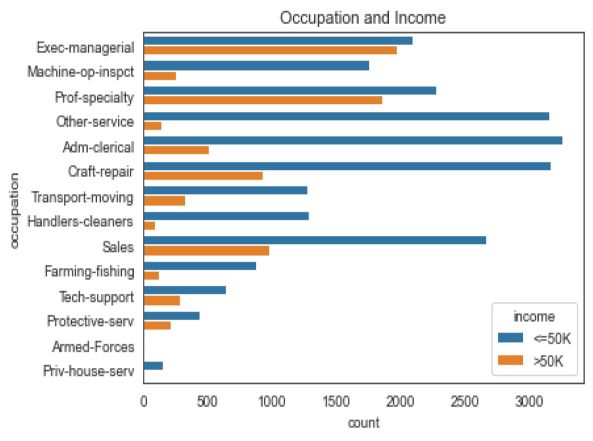 Occupation and Income
occupation
Exec-managerial
Machine-op-inspct
Prof-specialty
Other-service
Adm-clerical
Craft-repair
Transport-moving
Handlers-cleaners
Sales
Farming-fishing
Tech-support
Protective-serv
Armed-Forces
Priv-house-serv
income
<=50K
>50K
0 500 1000 1500 2000 2500 3000
count